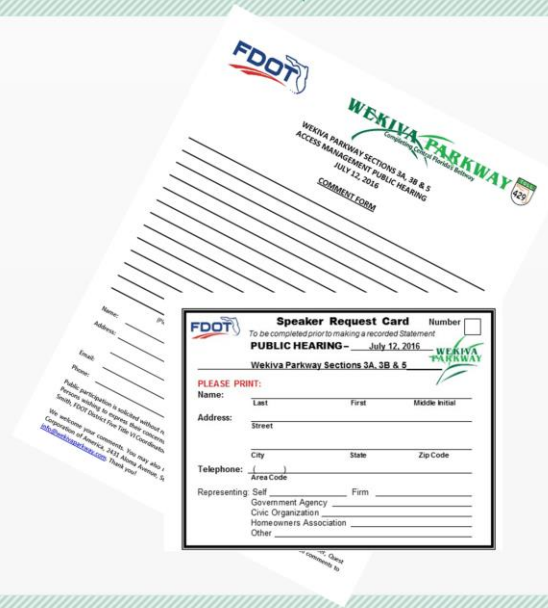 FDOT
WEKIVA PARKWAY
Completing Central Florida's Beltway
429
WEKIVA PARKWAY SECTIONS 3A, 3B & 5
ACCESS MANAGEMENT PUBLIC HEARING
JULY 12, 2016
COMMENT FORM
Name:
Address:
Email:
Phone:
Public participation is solicited without
Persons wishing to express their concerns
Smith, FDOT District Five Title VI Coordinator
We welcome your comments. You may also
Corporation of America, 2431 Aloma Avenue,
info@wekivaparkway.com. Thank you!
Quest
comments to
FDOT
Speaker Request Card Number
To be completed prior to making a recorded Statement
PUBLIC HEARING – July 12, 2016
WEKIVA PARKWAY
Wekiva Parkway Sections 3A, 3B & 5
PLEASE PRINT:
Name:
Last First Middle Initial
Address:
Street
City State Zip Code
Telephone: ( )
Area Code
Representing: Self Firm
Government Agency
Civic Organization
Homeowners Association
Other